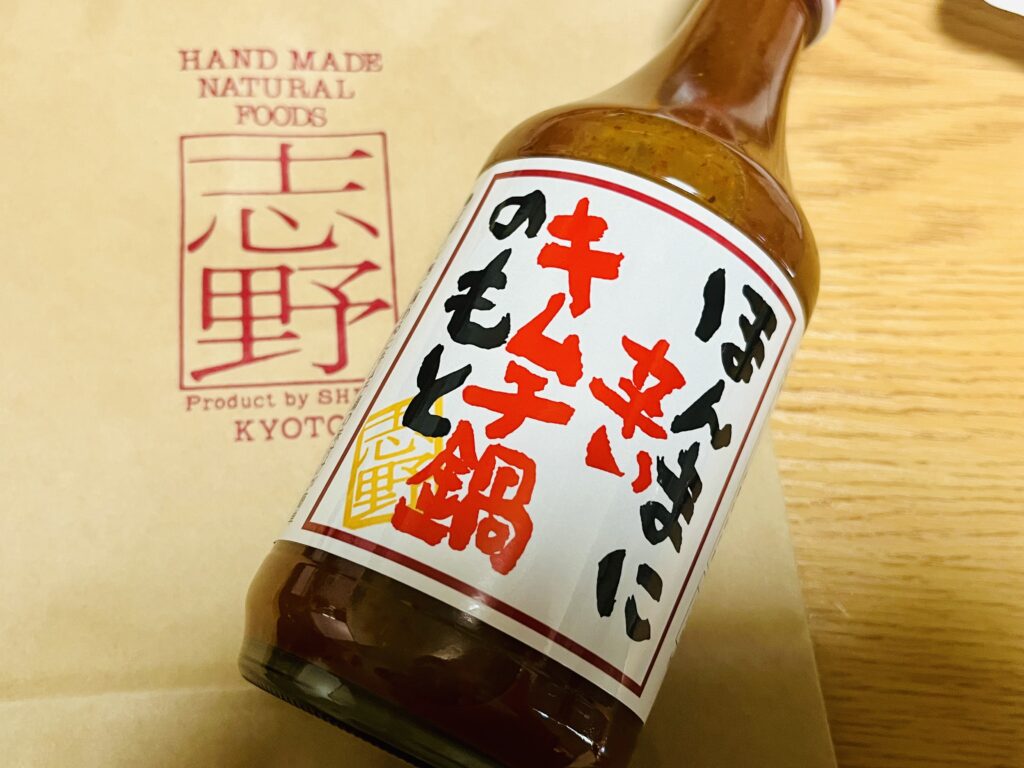 HAND MADE
NATURAL
FOODS
志野
Product by
KYOTO
ほんまに
辛い
キムチ鍋
のもと
志野